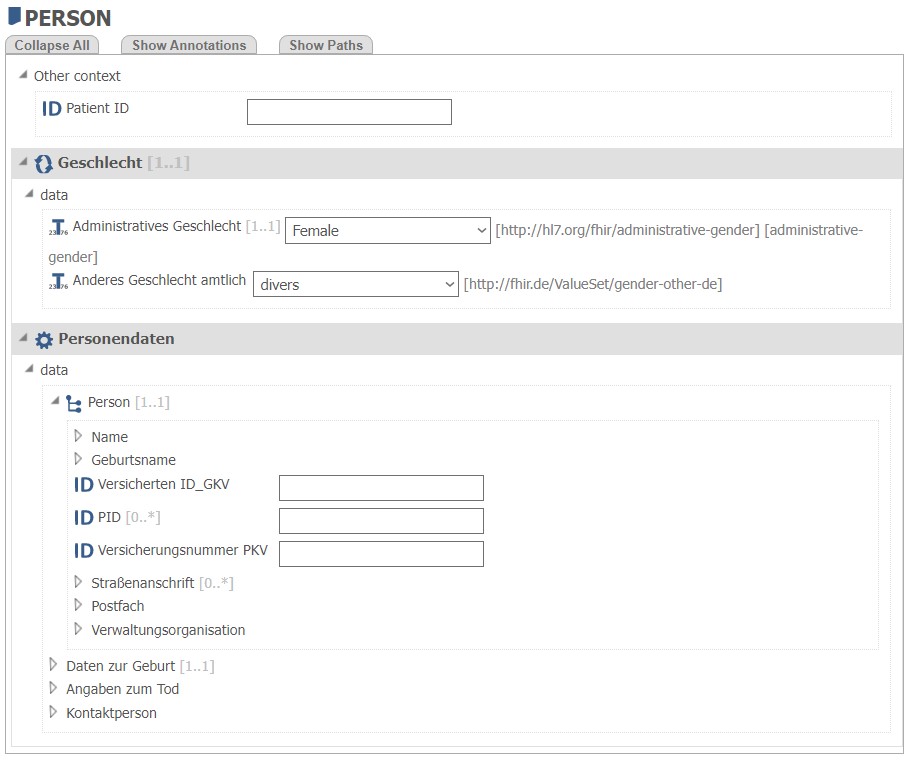 PERSON
Collapse All Show Annotations Show Paths
Other context
ID Patient ID
Geschlecht [1..1]
data
Administratives Geschlecht [1..1] Female [http://hl7.org/fhir/administrative-gender] [administrative-
gender]
Anderes Geschlecht amtlich divers [http://fhir.de/ValueSet/gender-other-de]
Personendaten
data
Person [1..1]
Name
Geburtsname
ID Versicherten ID_GKV
ID PID [0..*]
ID Versicherungsnummer PKV
Straßenanschrift [0..*]
Postfach
Verwaltungsorganisation
Daten zur Geburt [1..1]
Angaben zum Tod
Kontaktperson